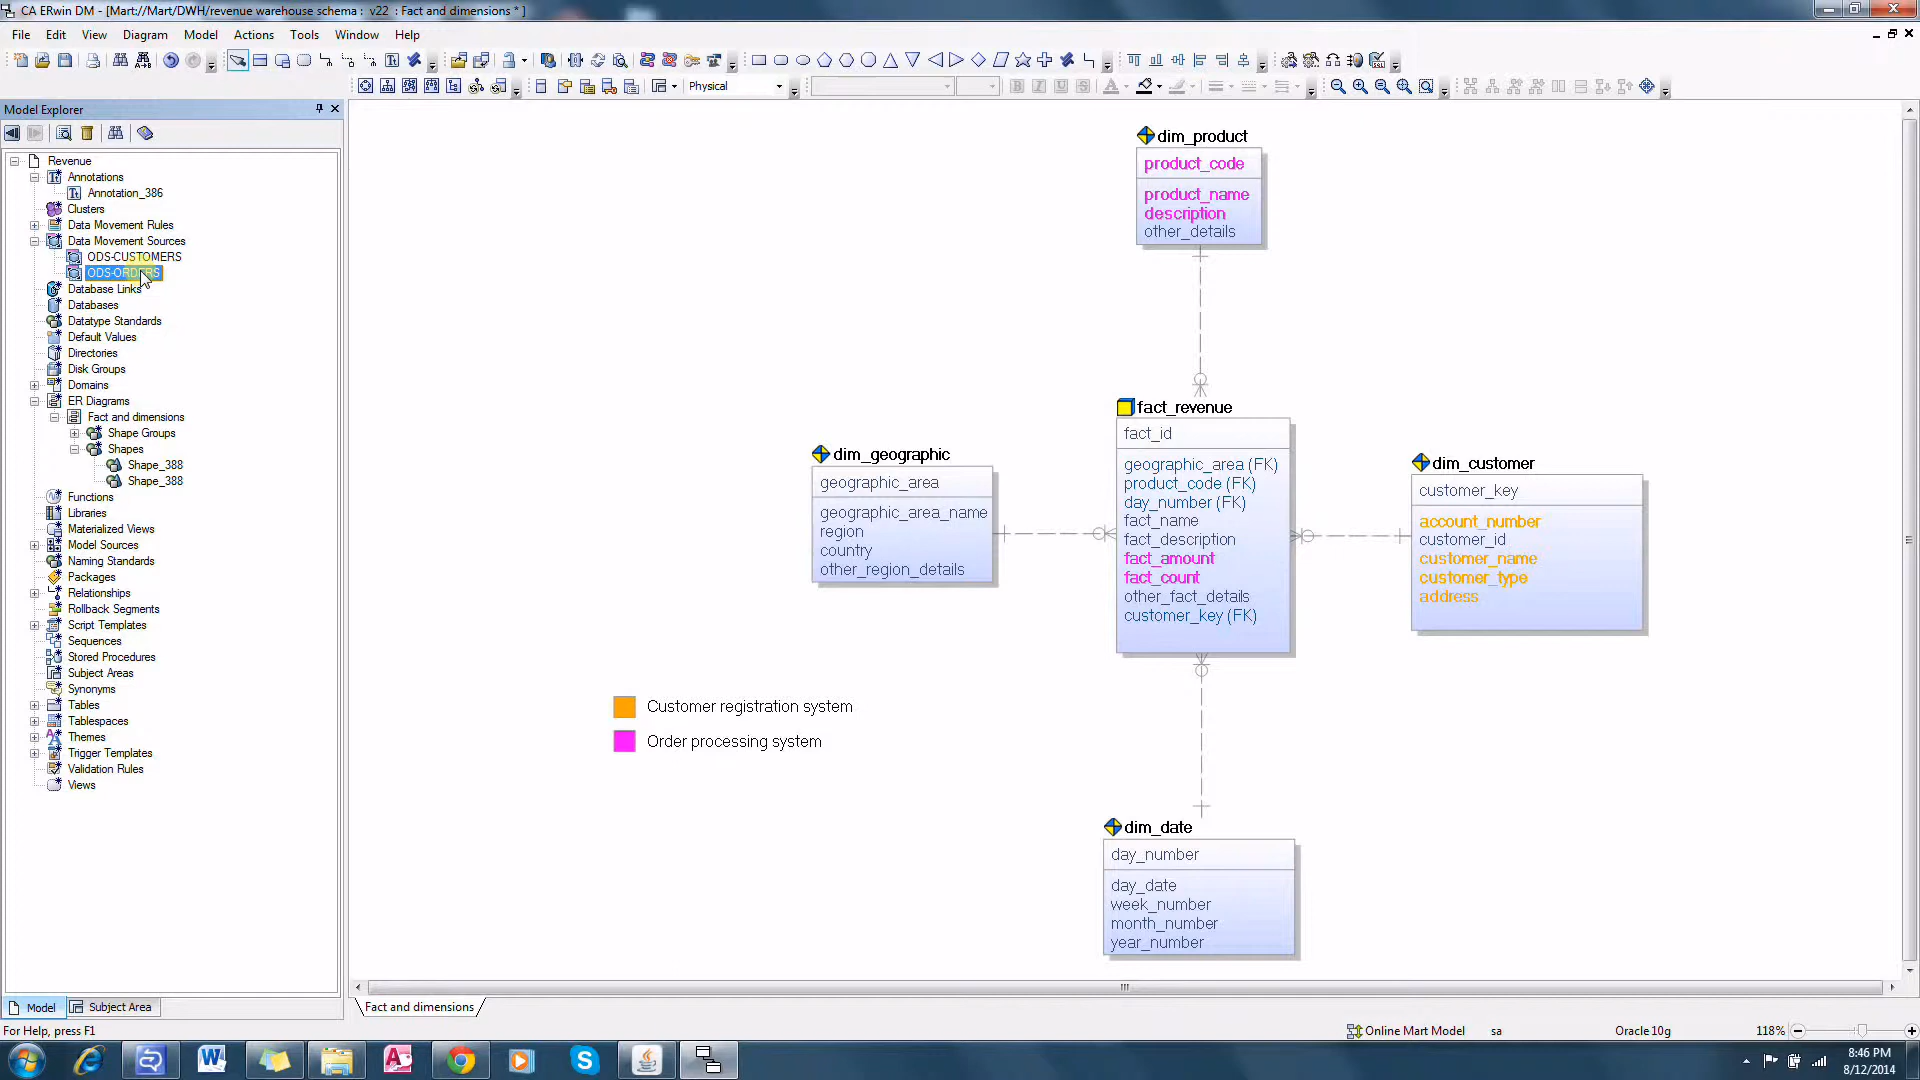 CA ERwin DM - [Mart://Mart/DWH/revenue warehouse schema : v22 : Fact and dimensions * ]
File Edit View Diagram Model Actions Tools Window Help
Physical
Model Explorer
Revenue
Annotations
Annotation_386
Clusters
Data Movement Rules
Data Movement Sources
ODS-CUSTOMERS
ODS-ORDERS
Database Links
Databases
Datatype Standards
Default Values
Directories
Disk Groups
Domains
ER Diagrams
Fact and dimensions
Shape Groups
Shapes
Shape_388
Shape_388
Functions
Libraries
Materialized Views
Model Sources
Naming Standards
Packages
Relationships
Rollback Segments
Script Templates
Sequences
Stored Procedures
Subject Areas
Synonyms
Tables
Tablespaces
Themes
Trigger Templates
Validation Rules
Views
Model
Subject Area
dim_product
product_code
product_name
description
other_details
fact_revenue
fact_id
geographic_area (FK)
product_code (FK)
day_number (FK)
fact_name
fact_description
fact_amount
fact_count
other_fact_details
customer_key (FK)
dim_geographic
geographic_area
geographic_area_name
region
country
other_region_details
dim_customer
customer_key
account_number
customer_id
customer_name
customer_type
address
Customer registration system
Order processing system
dim_date
day_number
day_date
week_number
month_number
year_number
Fact and dimensions
For Help, press F1
Online Mart Model
sa
Oracle 10g
118%
8:46 PM
8/12/2014